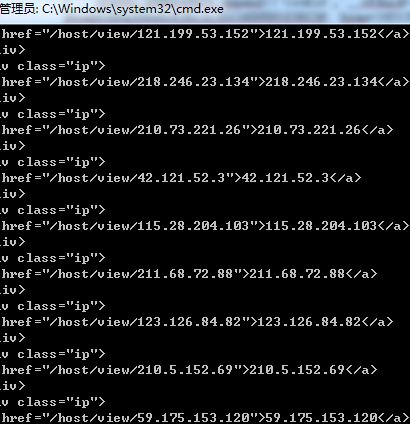 管理员: C:\Windows\system32\cmd.exe
href="/host/view/121.199.53.152">121.199.53.152</a>
iv>
v class="ip">
href="/host/view/218.246.23.134">218.246.23.134</a>
iv>
v class="ip">
href="/host/view/210.73.221.26">210.73.221.26</a>
iv>
v class="ip">
href="/host/view/42.121.52.3">42.121.52.3</a>
iv>
v class="ip">
href="/host/view/115.28.204.103">115.28.204.103</a>
iv>
v class="ip">
href="/host/view/211.68.72.88">211.68.72.88</a>
iv>
v class="ip">
href="/host/view/123.126.84.82">123.126.84.82</a>
iv>
v class="ip">
href="/host/view/210.5.152.69">210.5.152.69</a>
iv>
v class="ip">
href="/host/view/59.175.153.120">59.175.153.120</a>